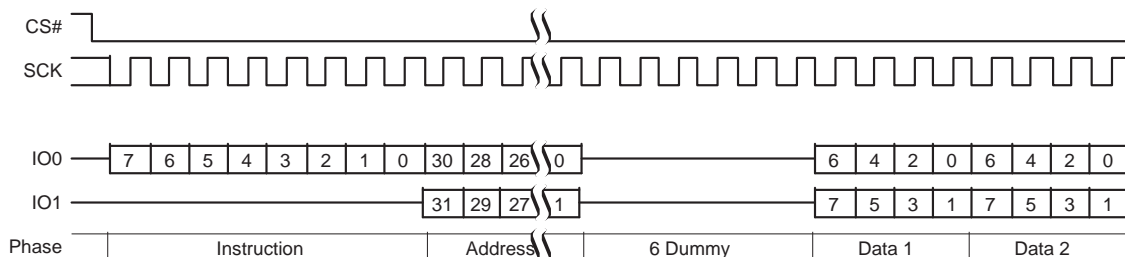 CS#
SCK
IO0 7 6 5 4 3 2 1 0 30 28 26 0 6 4 2 0 6 4 2 0
IO1 31 29 27 1 7 5 3 1 7 5 3 1
Phase Instruction Address 6 Dummy Data 1 Data 2